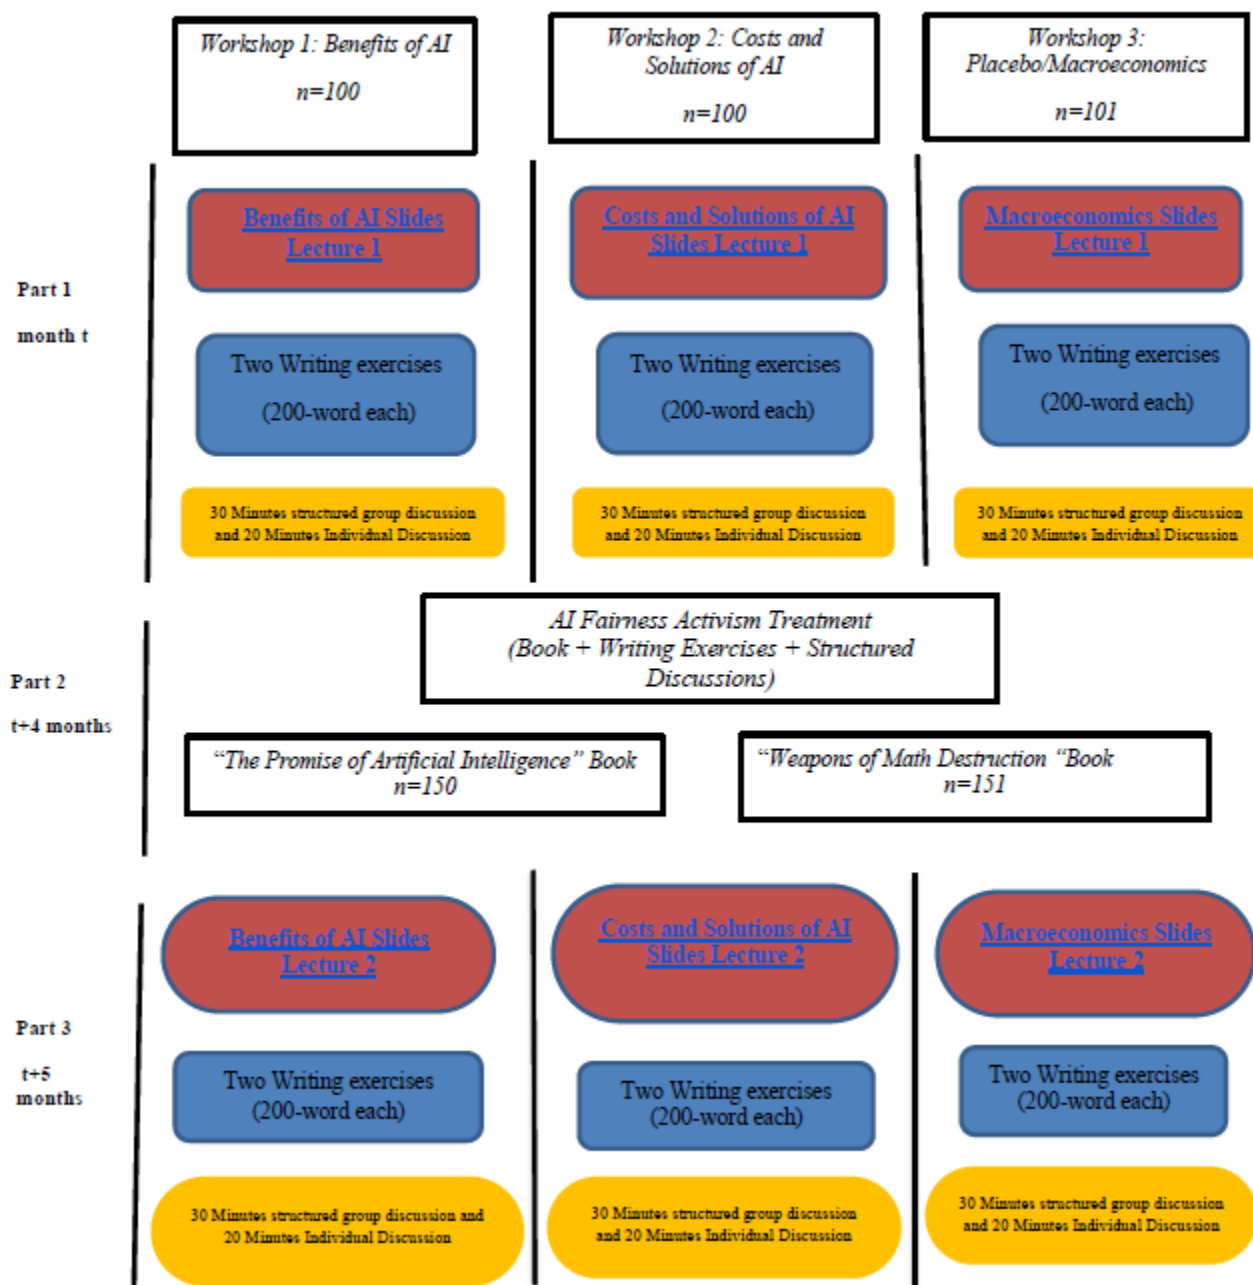 Workshop 1: Benefits of AI
n=100
Workshop 2: Costs and
Solutions of AI
n=100
Workshop 3:
Placebo/Macroeconomics
n=101
Part 1
month t
Benefits of AI Slides
Lecture 1
Costs and Solutions of AI
Slides Lecture 1
Macroeconomics Slides
Lecture 1
Two Writing exercises
(200-word each)
Two Writing exercises
(200-word each)
Two Writing exercises
(200-word each)
30 Minutes structured group discussion
and 20 Minutes Individual Discussion
30 Minutes structured group discussion
and 20 Minutes Individual Discussion
30 Minutes structured group discussion
and 20 Minutes Individual Discussion
Part 2
t+4 months
AI Fairness Activism Treatment
(Book + Writing Exercises + Structured
Discussions)
“The Promise of Artificial Intelligence” Book
n=150
“Weapons of Math Destruction “Book
n=151
Part 3
t+5
months
Benefits of AI Slides
Lecture 2
Costs and Solutions of AI
Slides Lecture 2
Macroeconomics Slides
Lecture 2
Two Writing exercises
(200-word each)
Two Writing exercises
(200-word each)
Two Writing exercises
(200-word each)
30 Minutes structured group discussion and
20 Minutes Individual Discussion
30 Minutes structured group discussion
and 20 Minutes Individual Discussion
30 Minutes structured group discussion
and 20 Minutes Individual Discussion